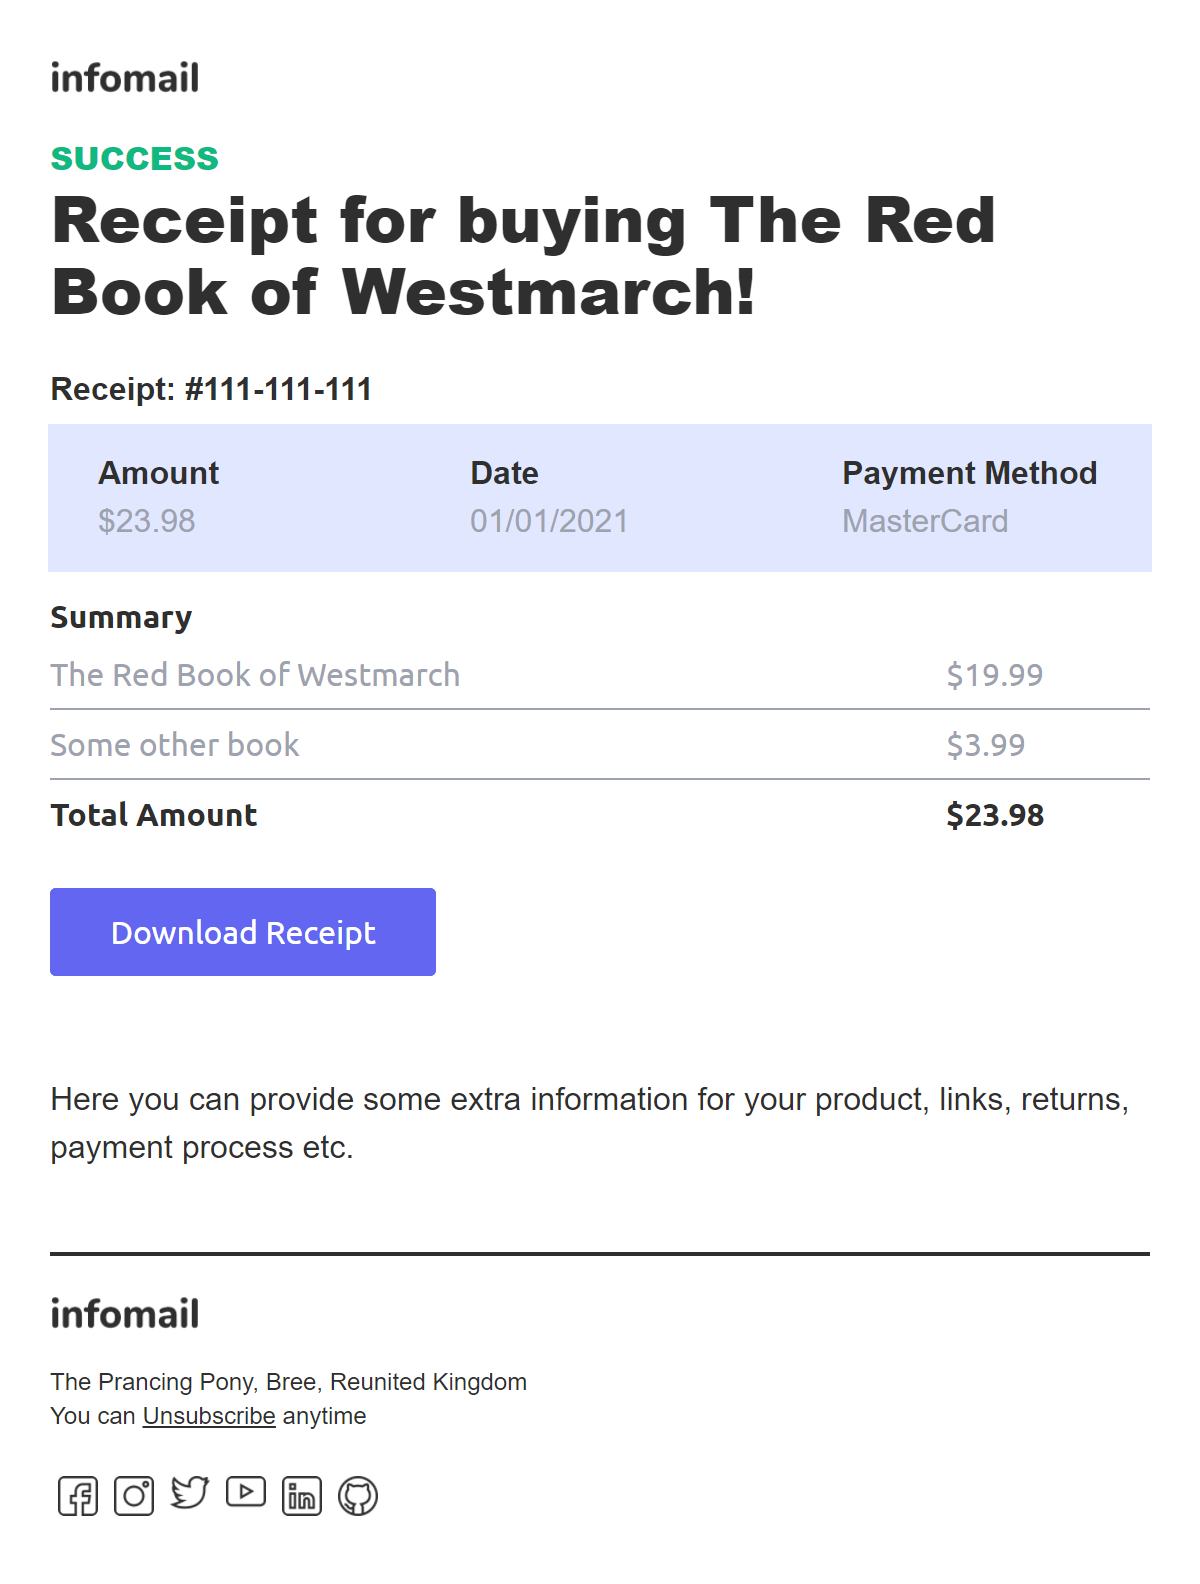 infomail
SUCCESS
Receipt for buying The Red
Book of Westmarch!
Receipt: #111-111-111
Amount Date Payment Method
$23.98 01/01/2021 MasterCard
Summary
The Red Book of Westmarch $19.99
Some other book $3.99
Total Amount $23.98
Download Receipt
Here you can provide some extra information for your product, links, returns,
payment process etc.
infomail
The Prancing Pony, Bree, Reunited Kingdom
You can Unsubscribe anytime